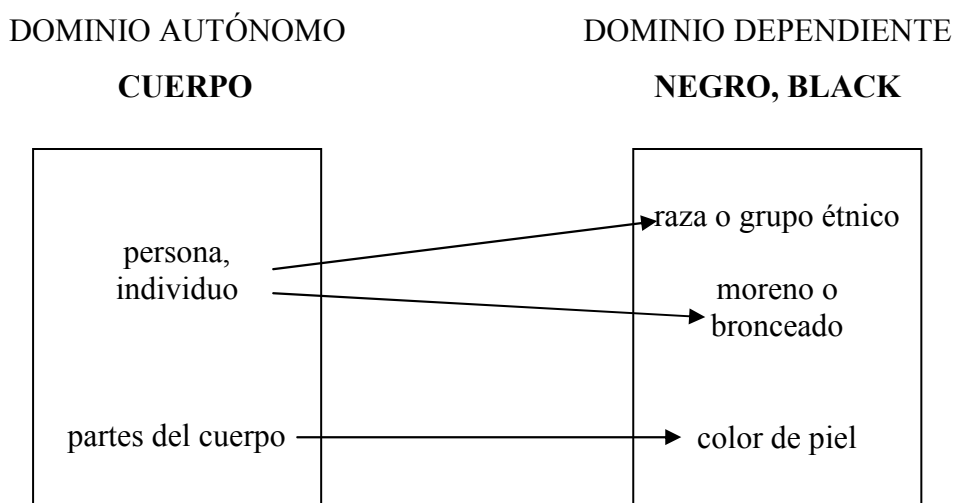 DOMINIO AUTÓNOMO
CUERPO
DOMINIO DEPENDIENTE
NEGRO, BLACK
persona,
individuo
raza o grupo étnico
moreno o
bronceado
partes del cuerpo
color de piel